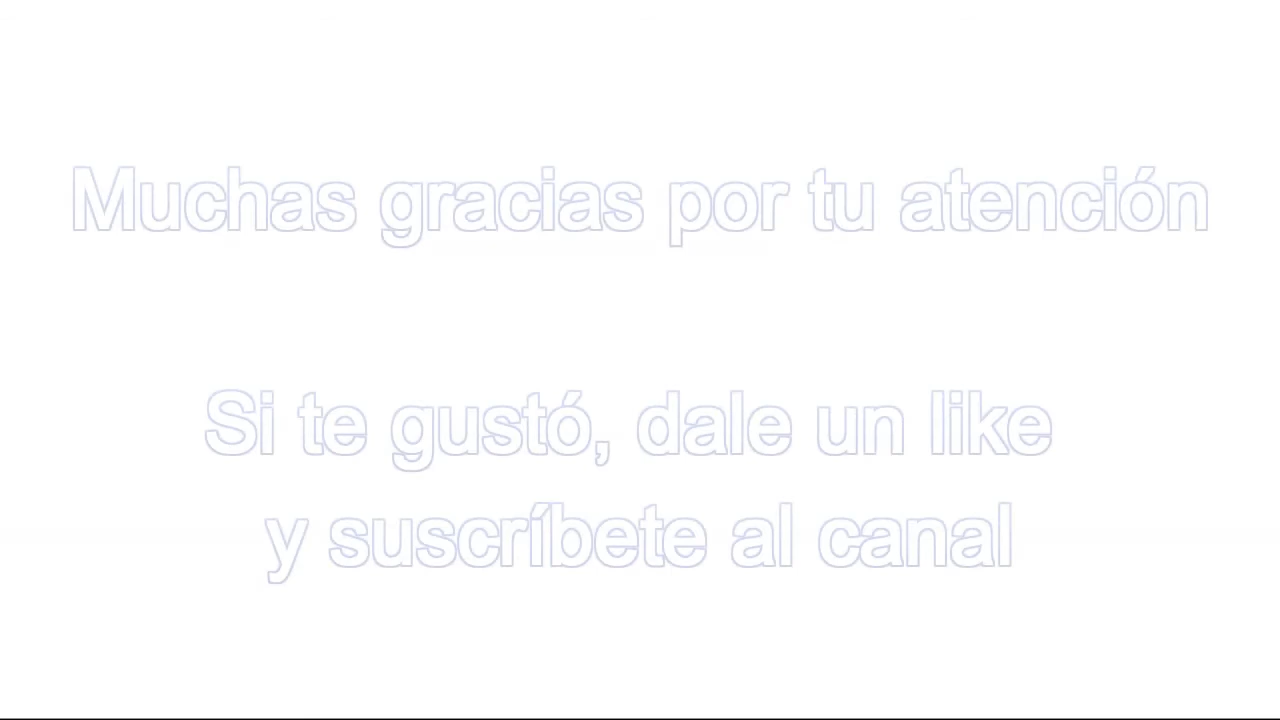 Muchas gracias por tu atención
Si te gustó, dale un like
y suscríbete al canal